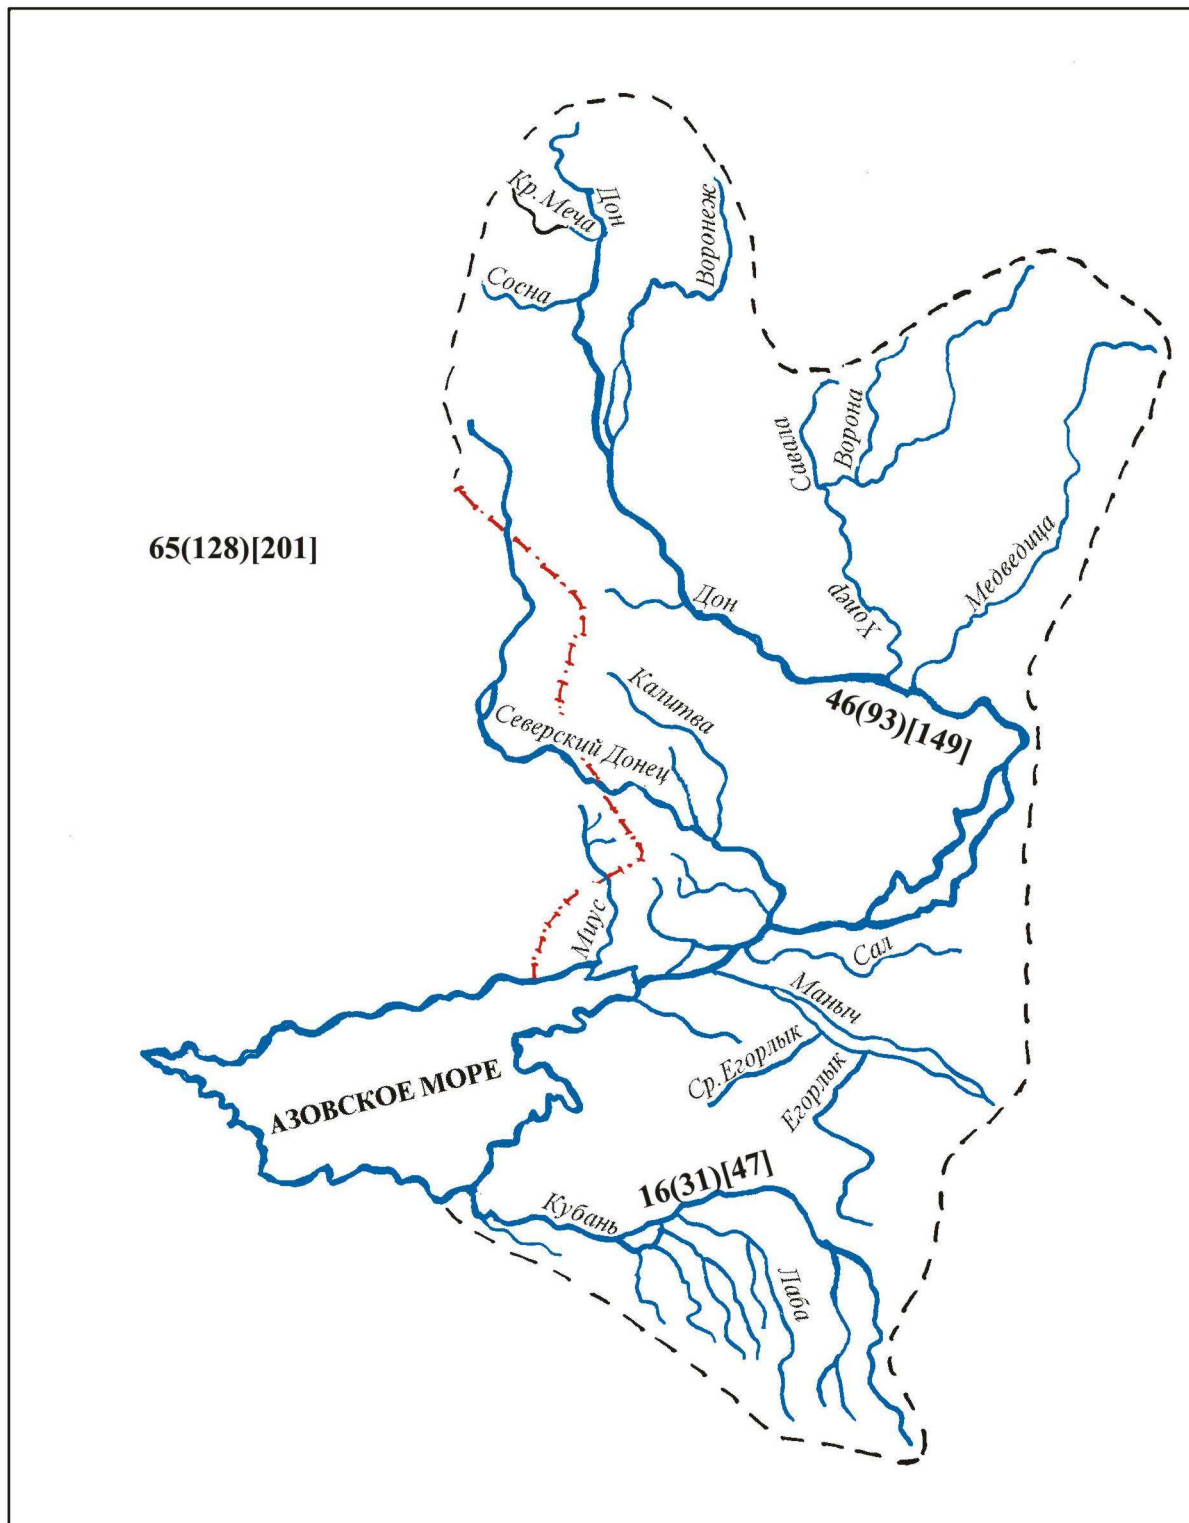 Кр. Меча
Дон
Воронеж
Сосна
Савала
Ворона
65(128)[201]
Медведица
Дон
Хопер
Калитва
46(93)[149]
Северский Донец
Миус
Сал
Маныч
Ср.Егорлык
Егорлык
АЗОВСКОЕ МОРЕ
16(31)[47]
Кубань
Лаба